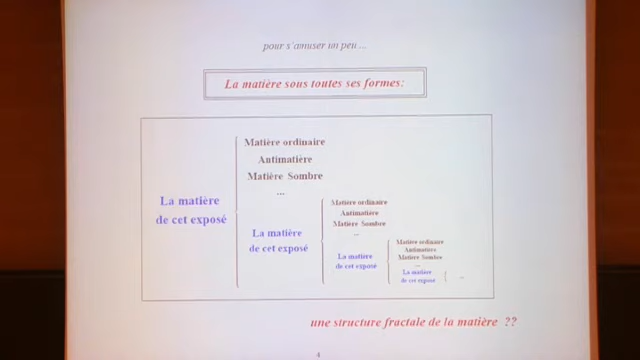 pour s'amuser un peu ...
La matière sous toutes ses formes:
Matière ordinaire
Antimatière
Matière Sombre
...
La matière
de cet exposé
La matière
de cet exposé
Matière ordinaire
Antimatière
Matière Sombre
...
La matière
de cet exposé
Matière ordinaire
Antimatière
Matière Sombre
...
La matière
de cet exposé
...
une structure fractale de la matière ??
4